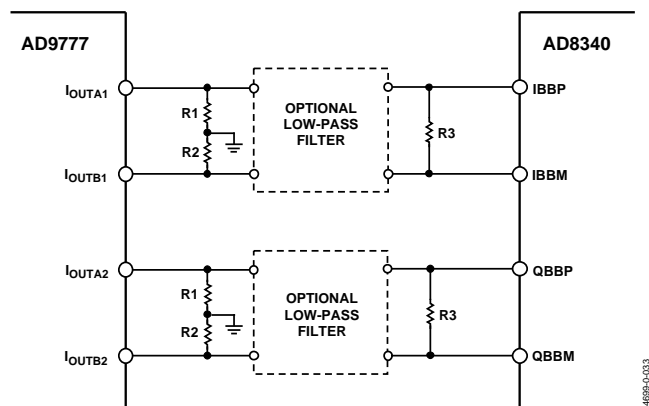 AD9777
AD8340
IOUTA1
R1
R2
IOUTB1
OPTIONAL
LOW-PASS
FILTER
R3
IBBP
IBBM
IOUTA2
R1
R2
IOUTB2
OPTIONAL
LOW-PASS
FILTER
R3
QBBP
QBBM
4699-0-033